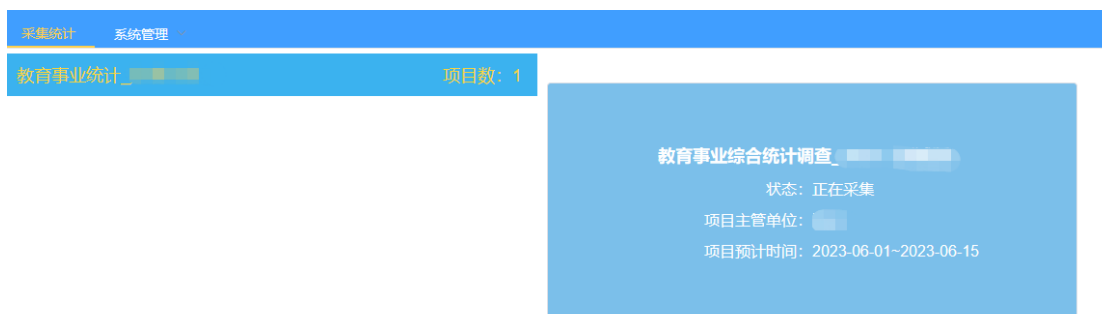 采集统计 系统管理
教育事业统计_ 项目数：1
教育事业综合统计调查_
状态：正在采集
项目主管单位：
项目预计时间：2023-06-01~2023-06-15